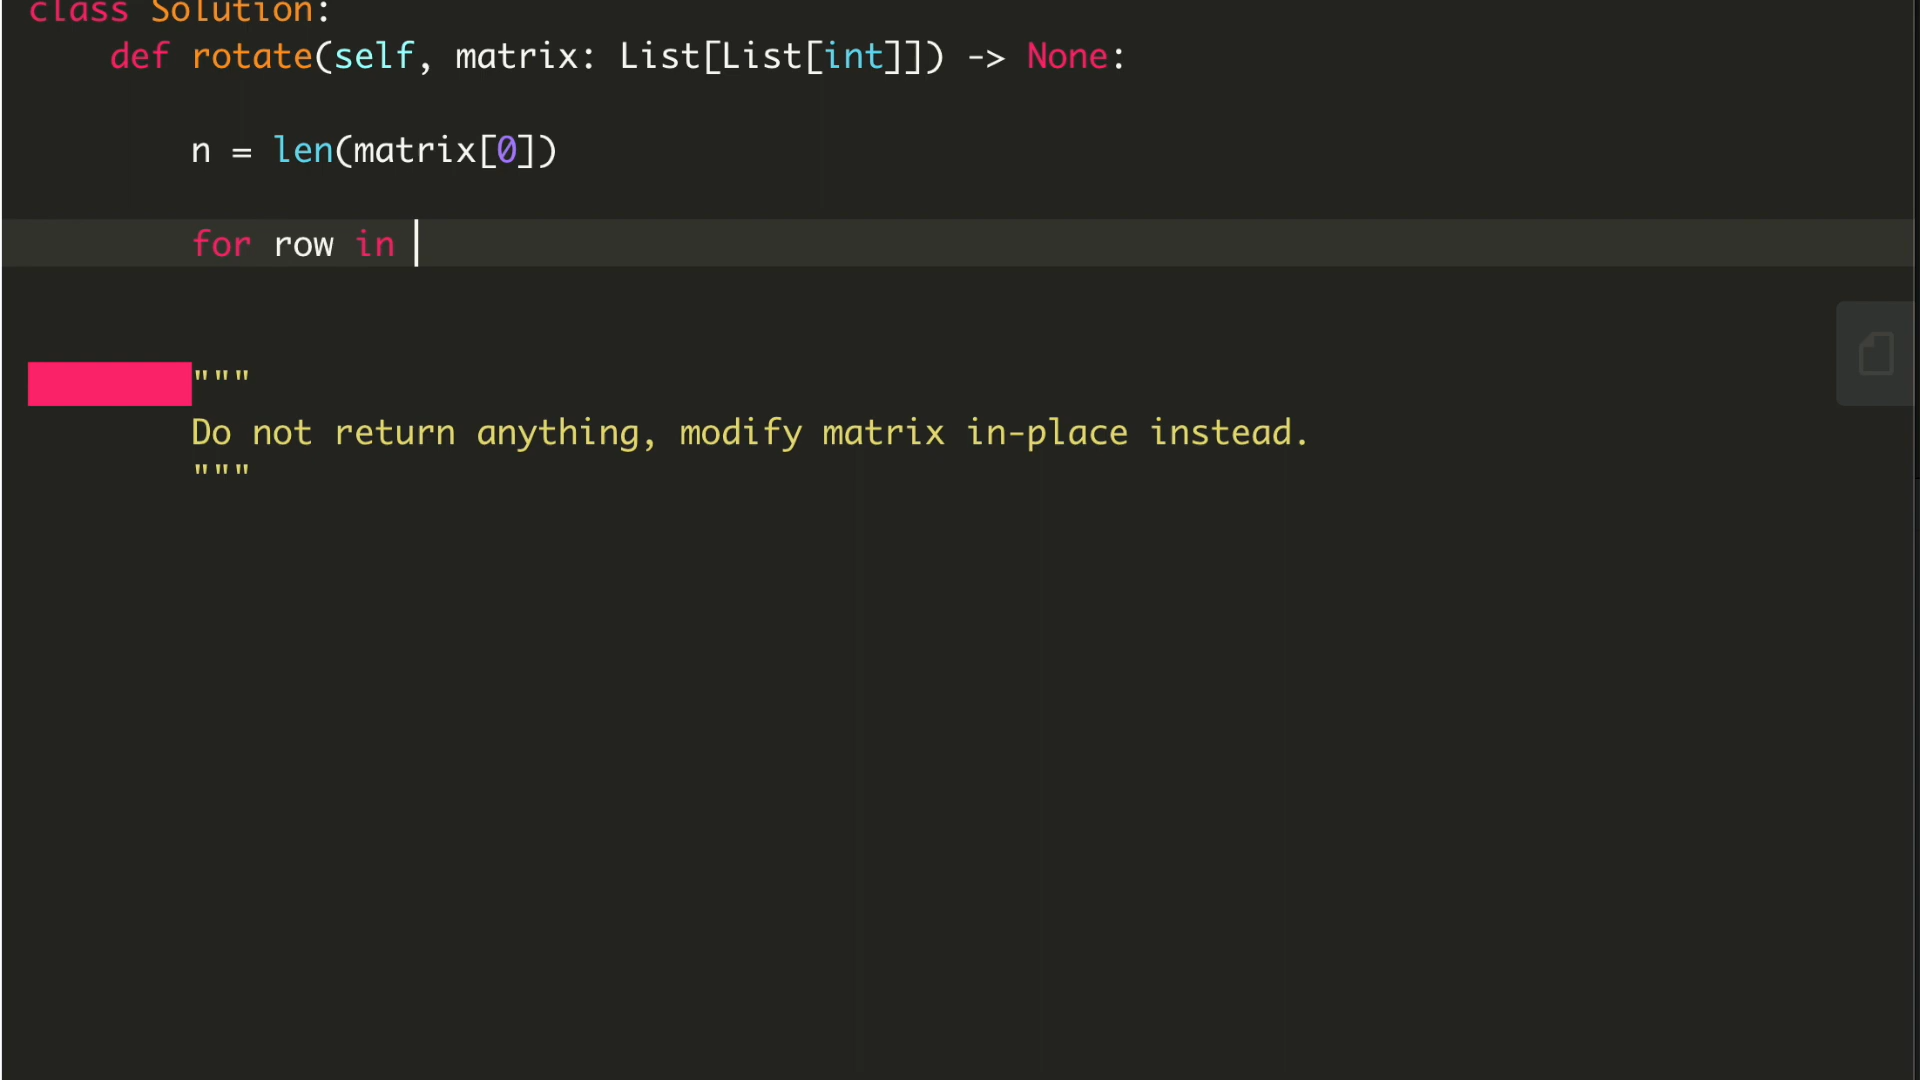 class Solution:
def rotate(self, matrix: List[List[int]]) -> None:
n = len(matrix[0])
for row in
"""
Do not return anything, modify matrix in-place instead.
"""